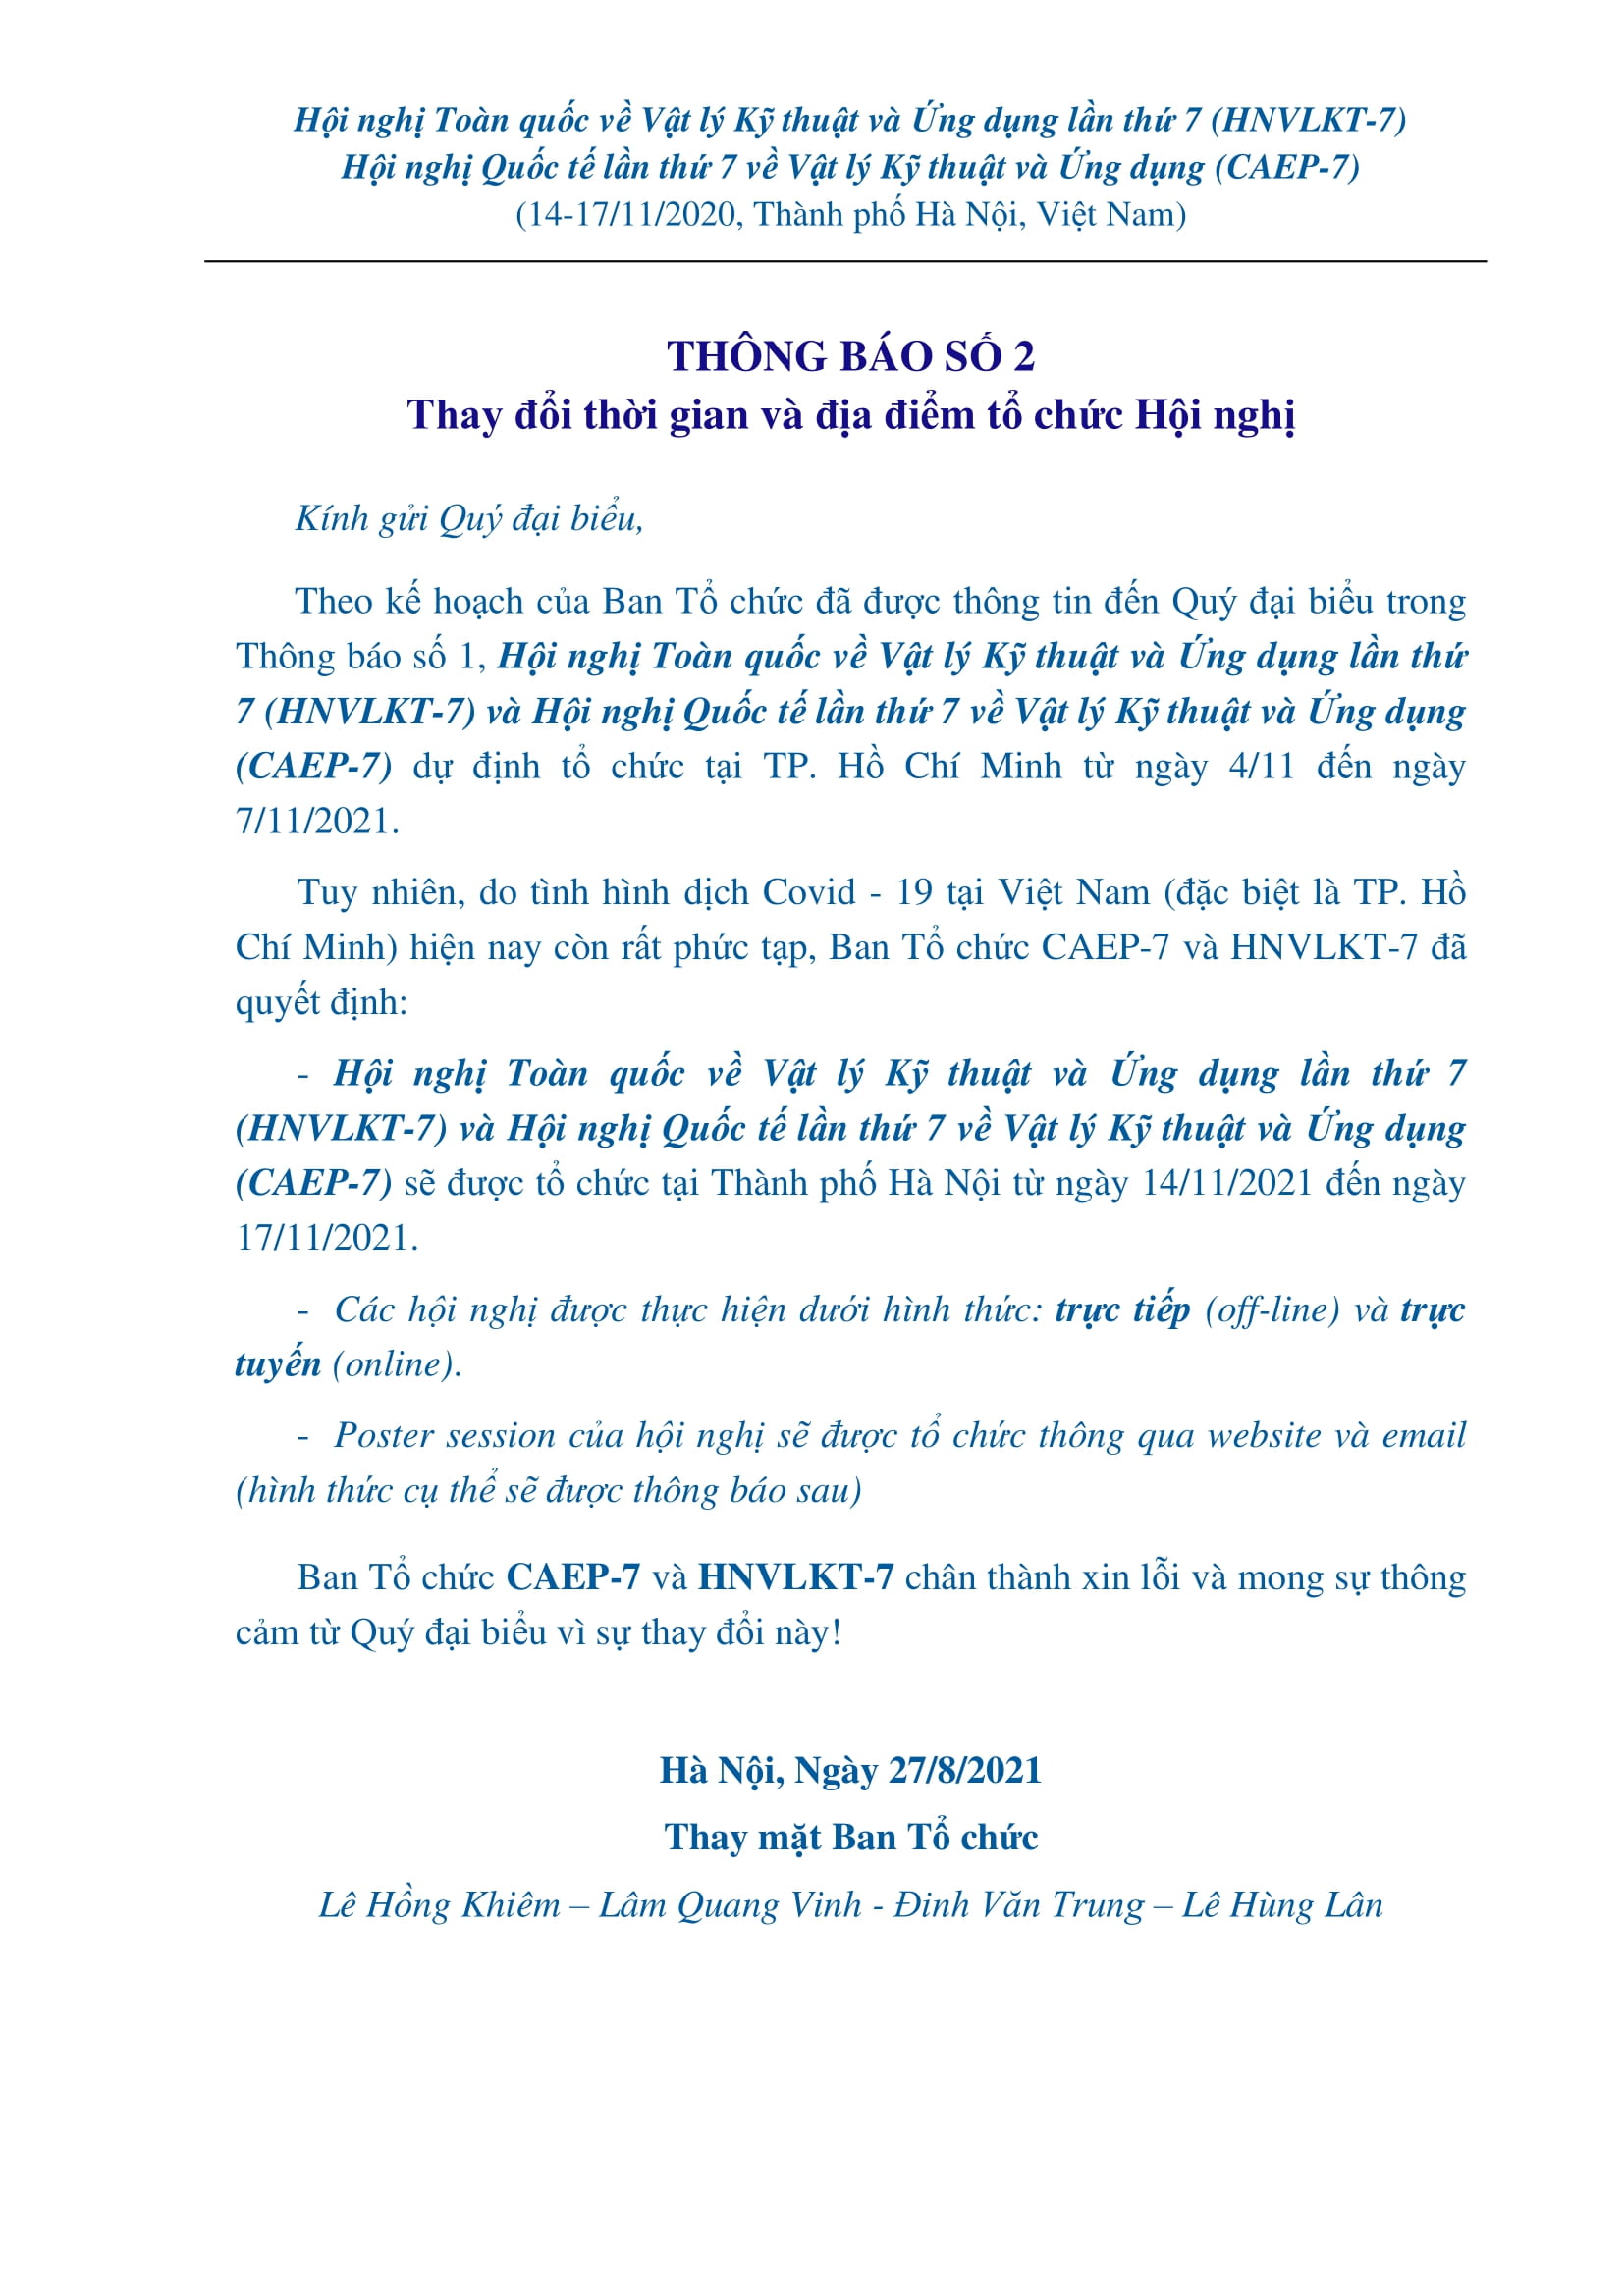 Hội nghị Toàn quốc về Vật lý Kỹ thuật và Ứng dụng lần thứ 7 (HNVLKT-7)
Hội nghị Quốc tế lần thứ 7 về Vật lý Kỹ thuật và Ứng dụng (CAEP-7)
(14-17/11/2020, Thành phố Hà Nội, Việt Nam)
THÔNG BÁO SỐ 2
Thay đổi thời gian và địa điểm tổ chức Hội nghị
Kính gửi Quý đại biểu,
Theo kế hoạch của Ban Tổ chức đã được thông tin đến Quý đại biểu trong
Thông báo số 1, Hội nghị Toàn quốc về Vật lý Kỹ thuật và Ứng dụng lần thứ
7 (HNVLKT-7) và Hội nghị Quốc tế lần thứ 7 về Vật lý Kỹ thuật và Ứng dụng
(CAEP-7) dự định tổ chức tại TP. Hồ Chí Minh từ ngày 4/11 đến ngày
7/11/2021.
Tuy nhiên, do tình hình dịch Covid - 19 tại Việt Nam (đặc biệt là TP. Hồ
Chí Minh) hiện nay còn rất phức tạp, Ban Tổ chức CAEP-7 và HNVLKT-7 đã
quyết định:
- Hội nghị Toàn quốc về Vật lý Kỹ thuật và Ứng dụng lần thứ 7
(HNVLKT-7) và Hội nghị Quốc tế lần thứ 7 về Vật lý Kỹ thuật và Ứng dụng
(CAEP-7) sẽ được tổ chức tại Thành phố Hà Nội từ ngày 14/11/2021 đến ngày
17/11/2021.
- Các hội nghị được thực hiện dưới hình thức: trực tiếp (off-line) và trực
tuyến (online).
- Poster session của hội nghị sẽ được tổ chức thông qua website và email
(hình thức cụ thể sẽ được thông báo sau)
Ban Tổ chức CAEP-7 và HNVLKT-7 chân thành xin lỗi và mong sự thông
cảm từ Quý đại biểu vì sự thay đổi này!
Hà Nội, Ngày 27/8/2021
Thay mặt Ban Tổ chức
Lê Hồng Khiêm – Lâm Quang Vinh - Đinh Văn Trung – Lê Hùng Lân